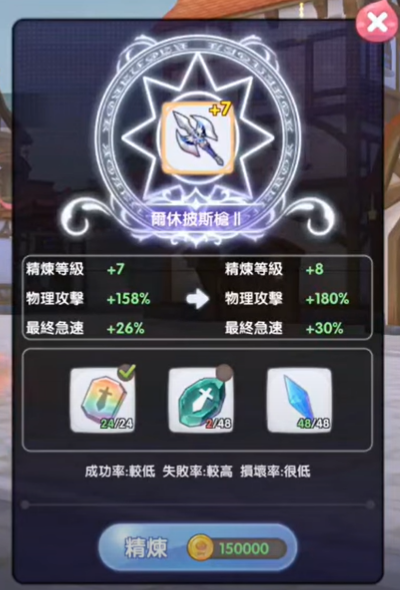 +7
爾休披斯槍 II
精煉等級 +7 精煉等級 +8
物理攻擊 +158% 物理攻擊 +180%
最終急速 +26% 最終急速 +30%
24/24 2/48 48/48
成功率:較低 失敗率:較高 損壞率:很低
精煉 150000